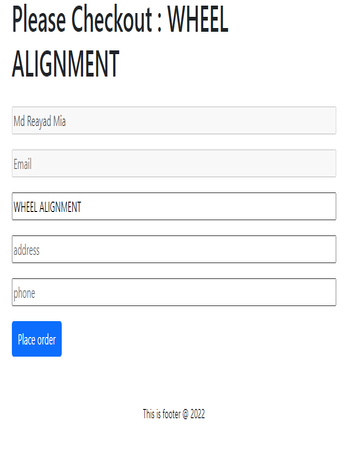 Please Checkout : WHEEL
ALIGNMENT
Md Reayad Mia
Email
WHEEL ALIGNMENT
address
phone
Place order
This is footer @ 2022